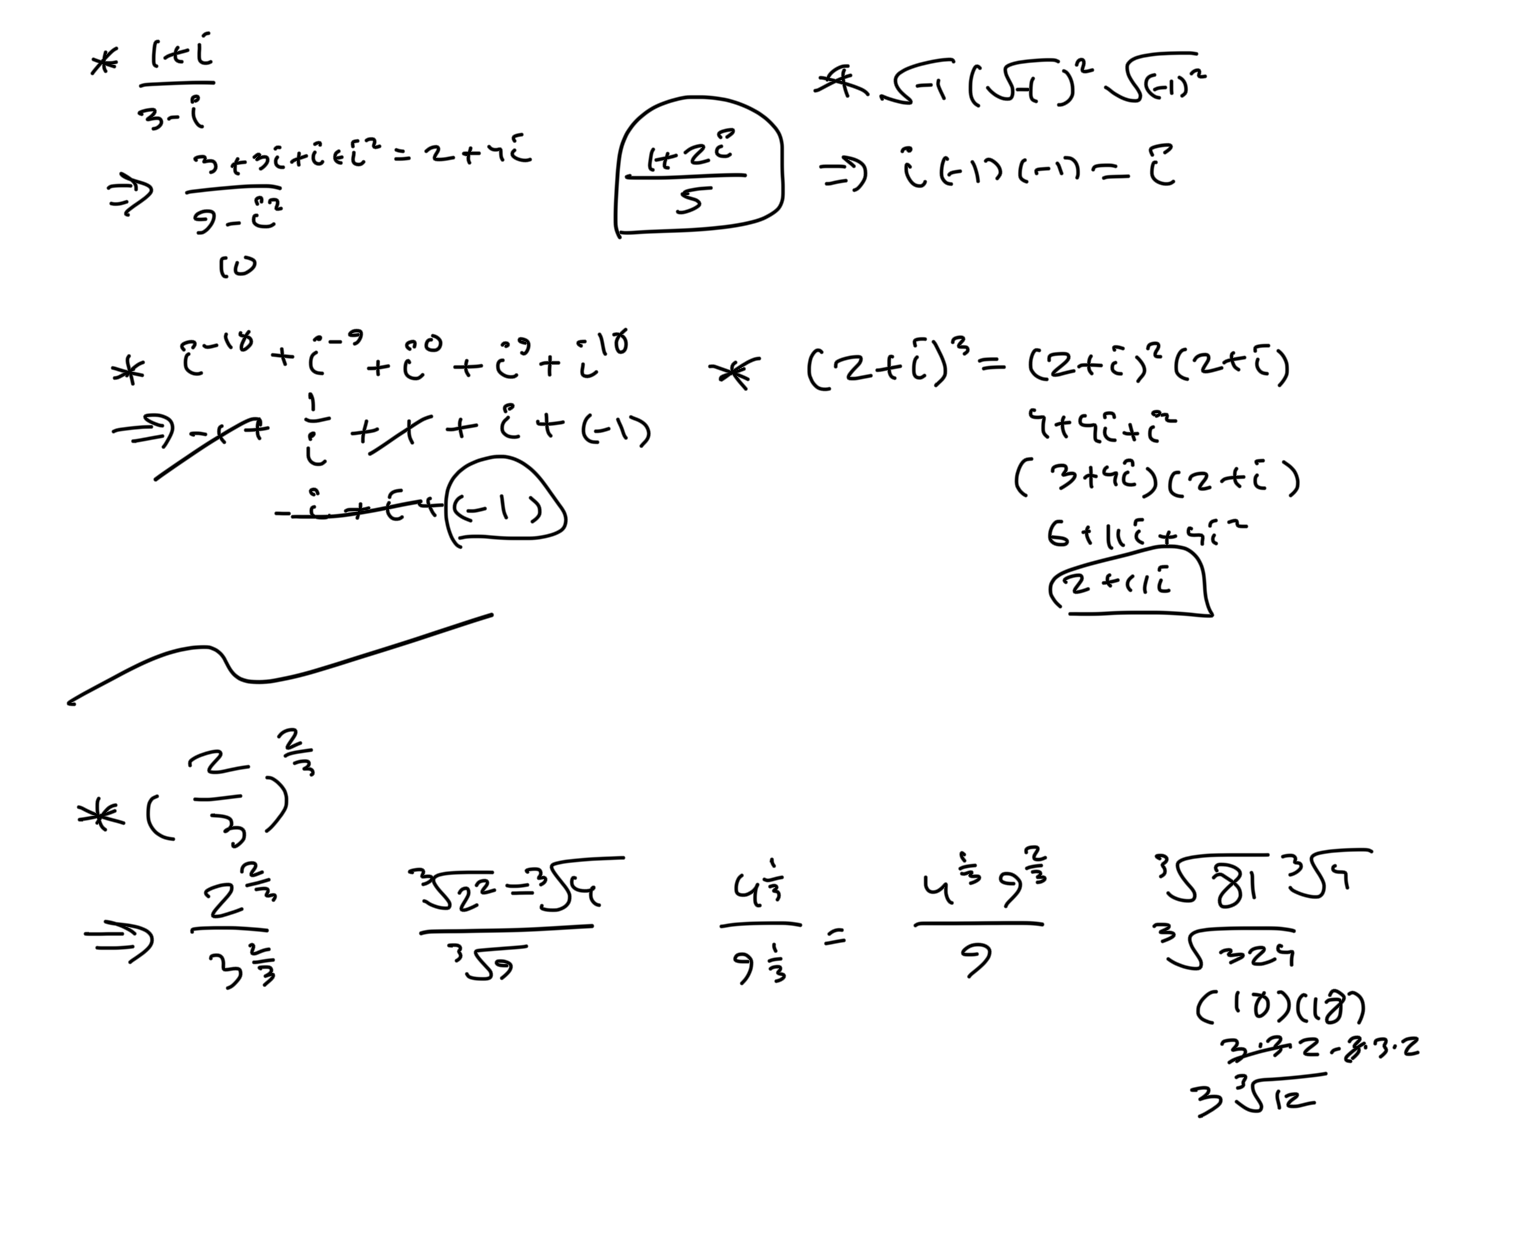 * (1+i)/(3-i)
⇒ (3+3i+i+i² = 2+4i)/(9-i²)
10
(1+2i)/5
* √-1 (√-1)² √(-1)²
⇒ i (-1) (-1) = i
* i⁻¹⁸ + i⁻⁹ + i⁰ + i⁹ + i¹⁸
⇒ -1 + 1/i + 1 + i + (-1)
-i + i + (-1)
* (2+i)³ = (2+i)² (2+i)
4+4i+i²
(3+4i)(2+i)
6+11i+4i²
2+11i
* (2/3)^(2/3)
⇒ 2^(2/3)/3^(2/3)
∛2² = ∛4 / ∛9
4^(1/3)/9^(1/3) = 4^(1/3) 9^(2/3)/9
∛81 ∛4
∛324
(18)(18)
3·3·2·3·3·2
3∛12